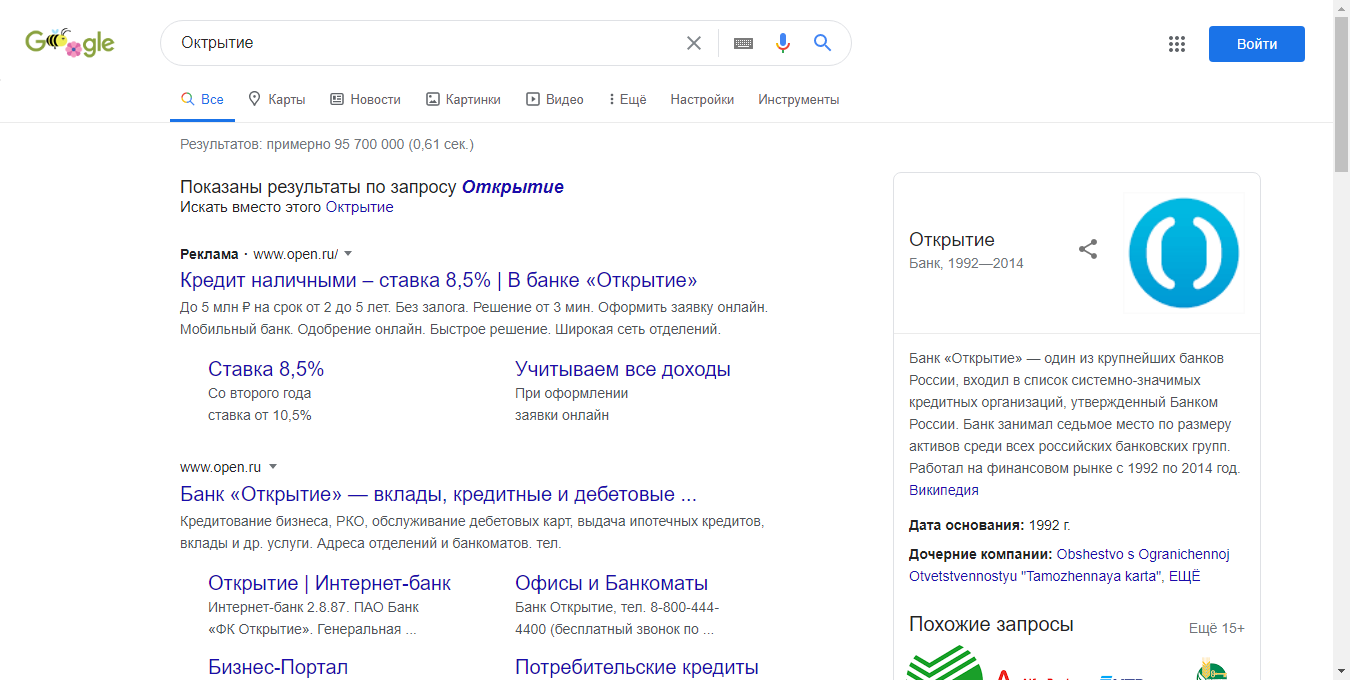 Google
Октрытие
Войти
Все
Карты
Новости
Картинки
Видео
Ещё
Настройки
Инструменты
Результатов: примерно 95 700 000 (0,61 сек.)
Показаны результаты по запросу Открытие
Искать вместо этого Октрытие
Реклама · www.open.ru/
Кредит наличными – ставка 8,5% | В банке «Открытие»
До 5 млн ₽ на срок от 2 до 5 лет. Без залога. Решение от 3 мин. Оформить заявку онлайн.
Мобильный банк. Одобрение онлайн. Быстрое решение. Широкая сеть отделений.
Ставка 8,5%
Со второго года
ставка от 10,5%
Учитываем все доходы
При оформлении
заявки онлайн
www.open.ru
Банк «Открытие» — вклады, кредитные и дебетовые ...
Кредитование бизнеса, РКО, обслуживание дебетовых карт, выдача ипотечных кредитов,
вклады и др. услуги. Адреса отделений и банкоматов. тел.
Открытие | Интернет-банк
Интернет-банк 2.8.87. ПАО Банк
«ФК Открытие». Генеральная ...
Офисы и Банкоматы
Банк Открытие, тел. 8-800-444-
4400 (бесплатный звонок по ...
Бизнес-Портал
Потребительские кредиты
Открытие
Банк, 1992—2014
Банк «Открытие» — один из крупнейших банков
России, входил в список системно-значимых
кредитных организаций, утвержденный Банком
России. Банк занимал седьмое место по размеру
активов среди всех российских банковских групп.
Работал на финансовом рынке с 1992 по 2014 год.
Википедия
Дата основания: 1992 г.
Дочерние компании: Obshestvo s Ogranichennoj
Otvetstvennostyu "Tamozhennaya karta", ЕЩЁ
Похожие запросы
Ещё 15+